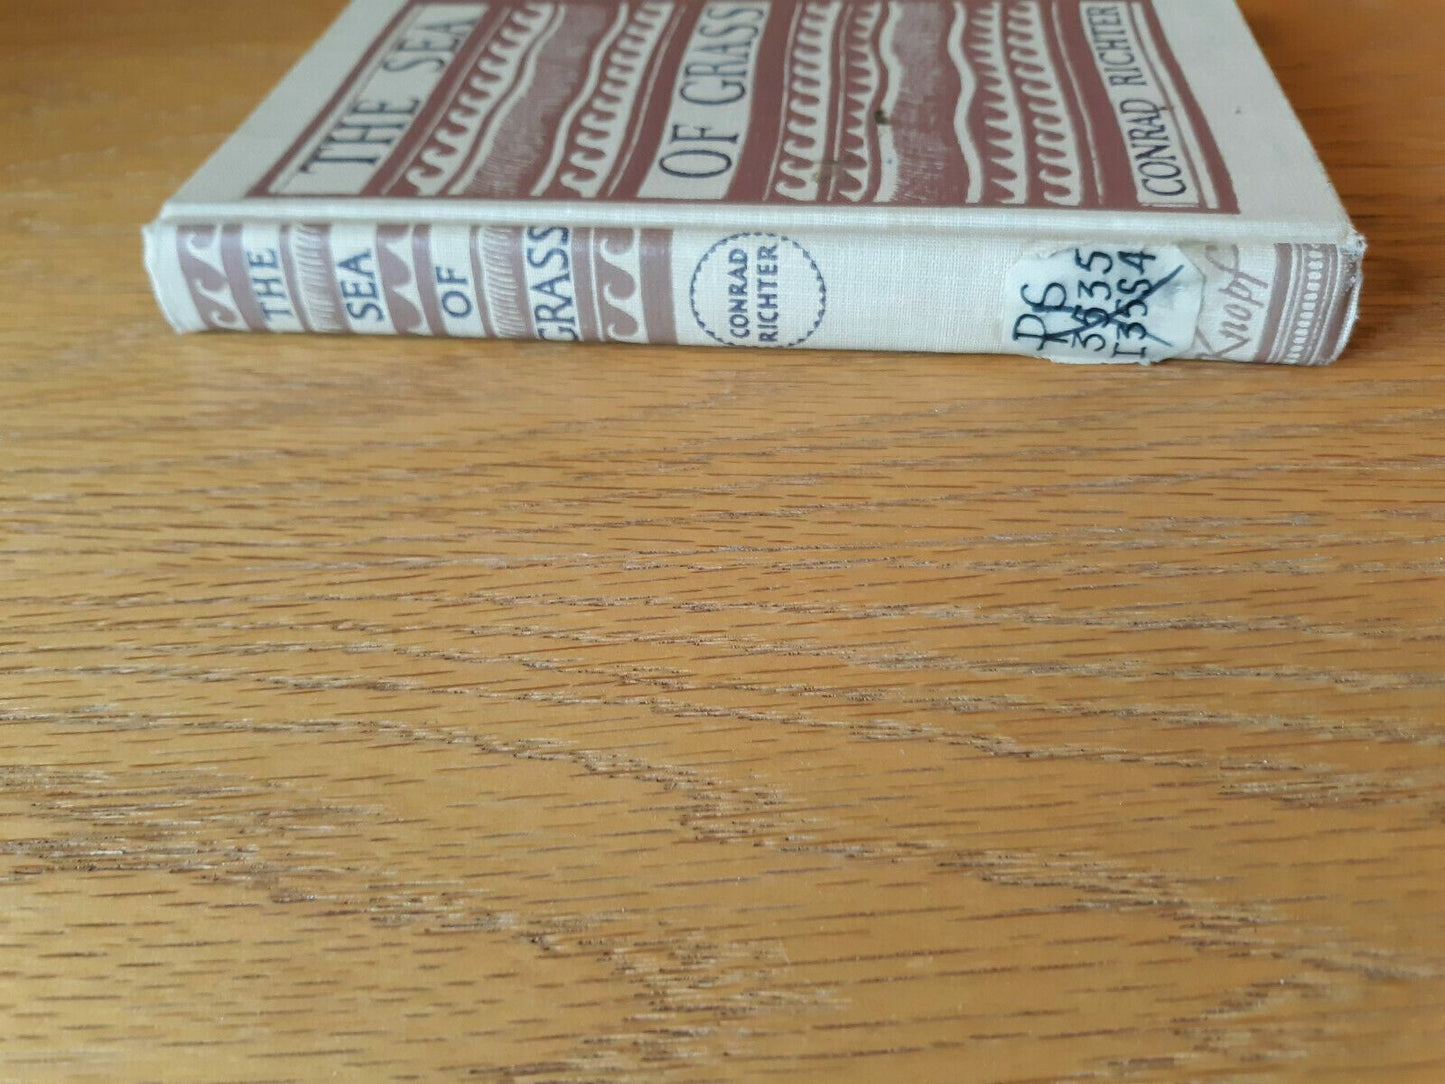 THE SEA
OF GRASS
CONRAD RICHTER
THE
SEA
OF
GRASS
CONRAD
RICHTER
PS
3535
I35S4
Knopf